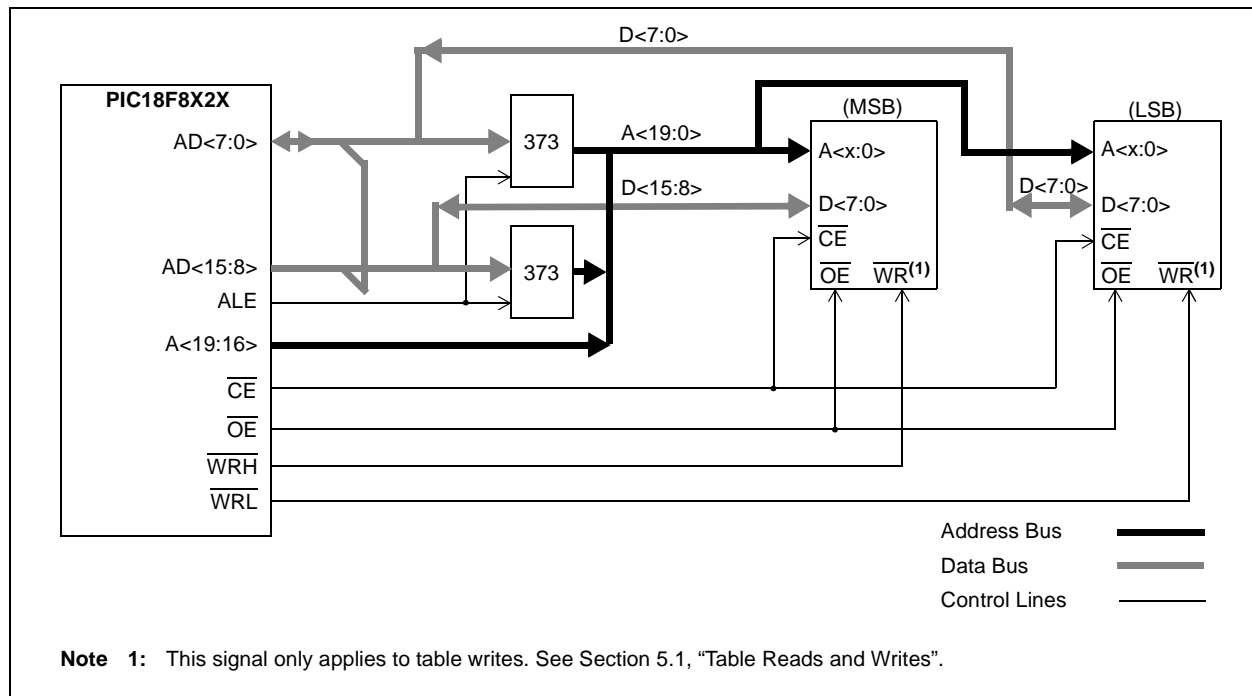 D<7:0>
PIC18F8X2X
AD<7:0>
373
A<19:0>
(MSB)
A<x:0>
(LSB)
A<x:0>
D<15:8>
D<7:0>
D<7:0>
D<7:0>
CE
CE
AD<15:8>
373
OE
WR(1)
OE
WR(1)
ALE
A<19:16>
CE
OE
WRH
WRL
Address Bus
Data Bus
Control Lines
Note 1: This signal only applies to table writes. See Section 5.1, “Table Reads and Writes”.